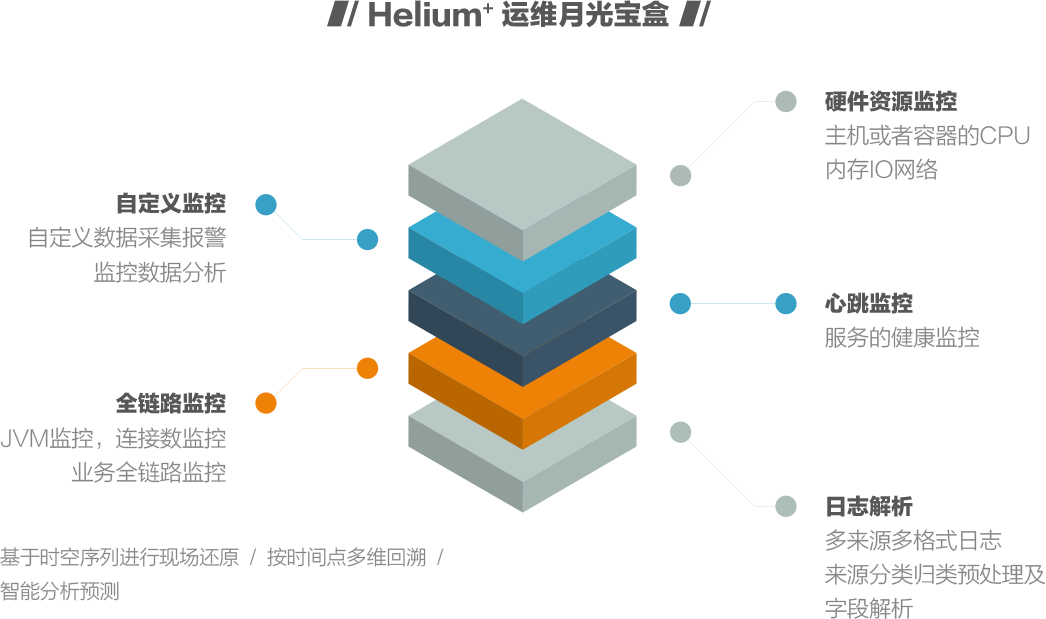 Helium+ 运维月光宝盒
硬件资源监控
主机或者容器的CPU
内存IO网络
自定义监控
自定义数据采集报警
监控数据分析
心跳监控
服务的健康监控
全链路监控
JVM监控，连接数监控
业务全链路监控
日志解析
多来源多格式日志
来源分类归类预处理及
字段解析
基于时空序列进行现场还原 / 按时间点多维回溯 /
智能分析预测